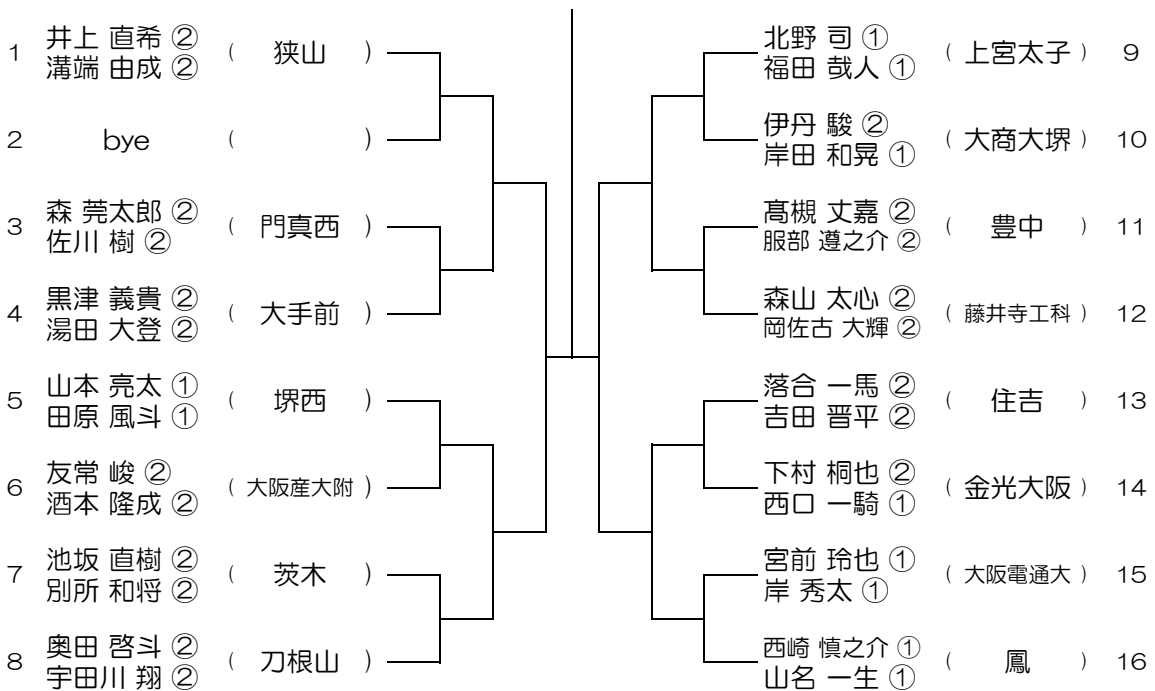 1 井上 直希 ② ( 狭山 )
溝端 由成 ②
2 bye ( )
3 森 莞太郎 ② ( 門真西 )
佐川 樹 ②
4 黒津 義貴 ② ( 大手前 )
湯田 大登 ②
5 山本 亮太 ① ( 堺西 )
田原 風斗 ①
6 友常 峻 ② ( 大阪産大附 )
酒本 隆成 ②
7 池坂 直樹 ② ( 茨木 )
別所 和将 ②
8 奥田 啓斗 ② ( 刀根山 )
宇田川 翔 ②
北野 司 ① ( 上宮太子 ) 9
福田 哉人 ①
伊丹 駿 ② ( 大商大堺 ) 10
岸田 和晃 ①
髙槻 丈嘉 ② ( 豊中 ) 11
服部 遵之介 ②
森山 太心 ② ( 藤井寺工科 ) 12
岡佐古 大輝 ②
落合 一馬 ② ( 住吉 ) 13
吉田 晋平 ②
下村 桐也 ② ( 金光大阪 ) 14
西口 一騎 ①
宮前 玲也 ① ( 大阪電通大 ) 15
岸 秀太 ①
西崎 慎之介 ① ( 鳳 ) 16
山名 一生 ①